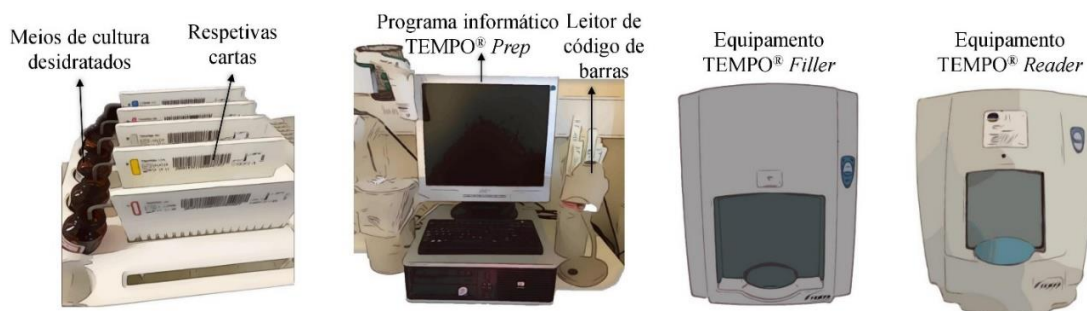 Meios de cultura
desidratados
Respetivas
cartas
Programa informático
TEMPO® Prep
Leitor de
código de
barras
Equipamento
TEMPO® Filler
Equipamento
TEMPO® Reader